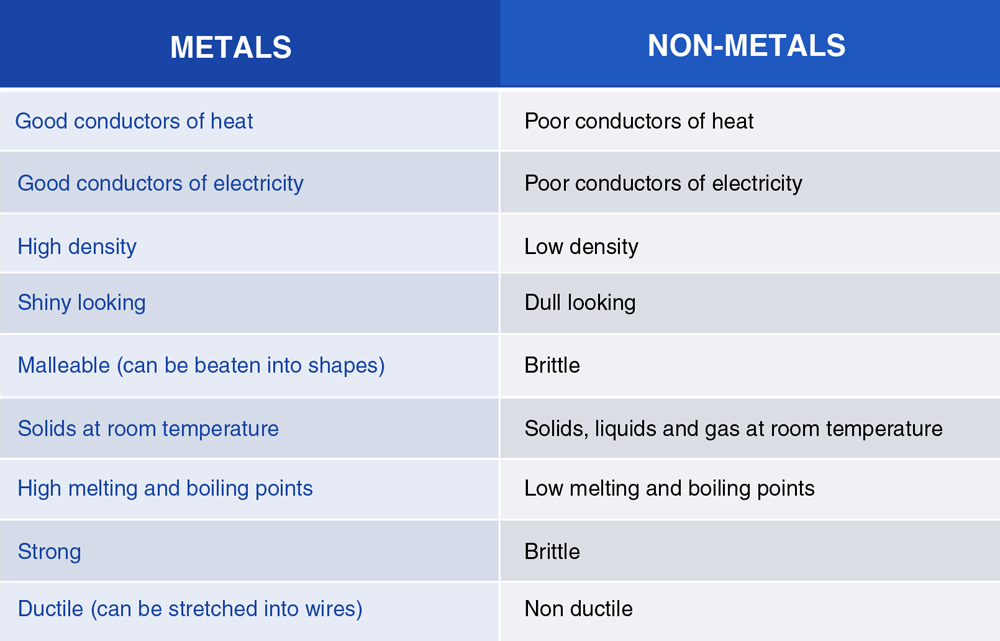 METALS NON-METALS
Good conductors of heat Poor conductors of heat
Good conductors of electricity Poor conductors of electricity
High density Low density
Shiny looking Dull looking
Malleable (can be beaten into shapes) Brittle
Solids at room temperature Solids, liquids and gas at room temperature
High melting and boiling points Low melting and boiling points
Strong Brittle
Ductile (can be stretched into wires) Non ductile